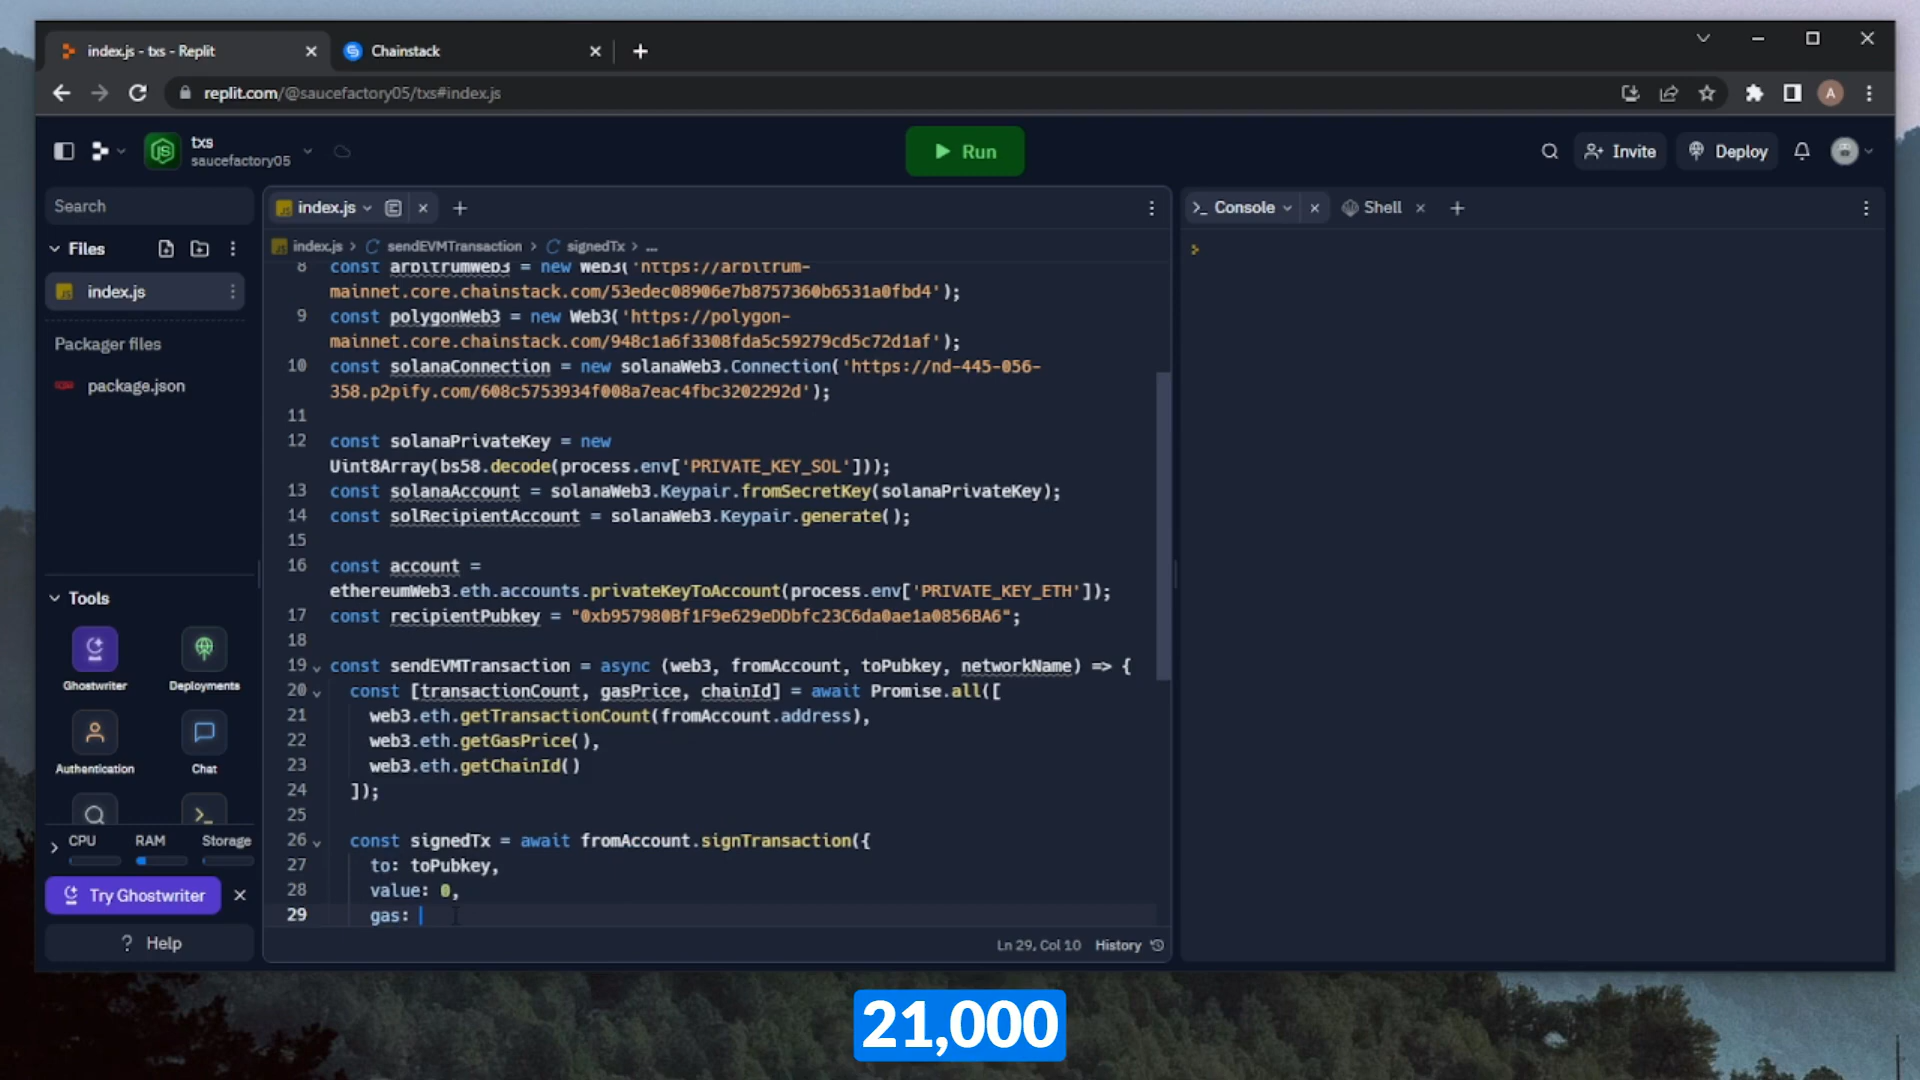 index.js - txs - Replit
Chainstack
replit.com/@saucefactory05/txs#index.js
txs
saucefactory05
Run
Invite
Deploy
Search
Files
index.js
Packager files
package.json
Tools
Ghostwriter
Deployments
Authentication
Chat
CPU RAM Storage
Try Ghostwriter
? Help
index.js
index.js > sendEVMTransaction > signedTx > ...
8 const arbitrumWeb3 = new Web3('https://arbitrum-
mainnet.core.chainstack.com/53edec08906e7b8757360b6531a0fbd4');
9 const polygonWeb3 = new Web3('https://polygon-
mainnet.core.chainstack.com/948c1a6f3308fda5c59279cd5c72d1af');
10 const solanaConnection = new solanaWeb3.Connection('https://nd-445-056-
358.p2pify.com/608c5753934f008a7eac4fbc3202292d');
11
12 const solanaPrivateKey = new
Uint8Array(bs58.decode(process.env['PRIVATE_KEY_SOL']));
13 const solanaAccount = solanaWeb3.Keypair.fromSecretKey(solanaPrivateKey);
14 const solRecipientAccount = solanaWeb3.Keypair.generate();
15
16 const account =
ethereumWeb3.eth.accounts.privateKeyToAccount(process.env['PRIVATE_KEY_ETH']);
17 const recipientPubkey = "0xb957980Bf1F9e629eDDbfc23C6da0ae1a0856BA6";
18
19 const sendEVMTransaction = async (web3, fromAccount, toPubkey, networkName) => {
20 const [transactionCount, gasPrice, chainId] = await Promise.all([
21 web3.eth.getTransactionCount(fromAccount.address),
22 web3.eth.getGasPrice(),
23 web3.eth.getChainId()
24 ]);
25
26 const signedTx = await fromAccount.signTransaction({
27 to: toPubkey,
28 value: 0,
29 gas:
Ln 29, Col 10 History
Console
Shell
A
21,000